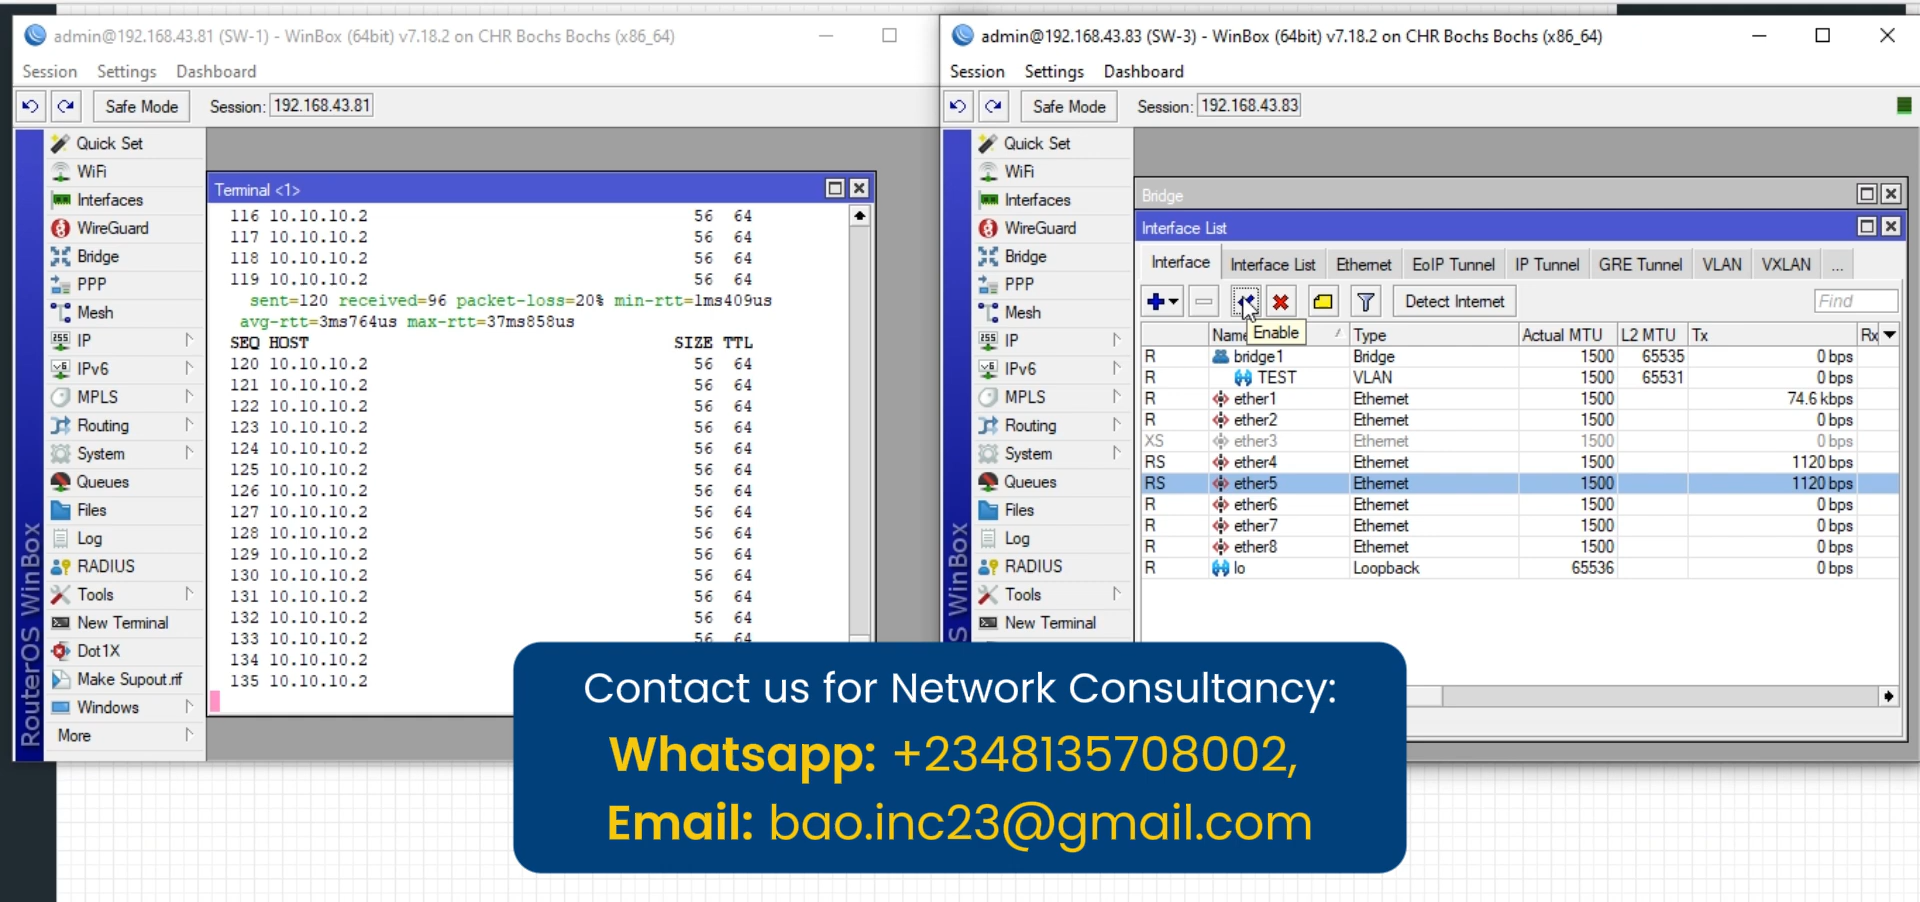 admin@192.168.43.81 (SW-1) - WinBox (64bit) v7.18.2 on CHR Bochs Bochs (x86_64)
Session Settings Dashboard
Safe Mode Session: 192.168.43.81
Quick Set
WiFi
Interfaces
WireGuard
Bridge
PPP
Mesh
IP
IPv6
MPLS
Routing
System
Queues
Files
Log
RADIUS
Tools
New Terminal
Dot1X
Make Supout.rif
Windows
More
RouterOS WinBox
Terminal <1>
116 10.10.10.2 56 64
117 10.10.10.2 56 64
118 10.10.10.2 56 64
119 10.10.10.2 56 64
sent=120 received=96 packet-loss=20% min-rtt=1ms409us
avg-rtt=3ms764us max-rtt=37ms858us
SEQ HOST SIZE TTL
120 10.10.10.2 56 64
121 10.10.10.2 56 64
122 10.10.10.2 56 64
123 10.10.10.2 56 64
124 10.10.10.2 56 64
125 10.10.10.2 56 64
126 10.10.10.2 56 64
127 10.10.10.2 56 64
128 10.10.10.2 56 64
129 10.10.10.2 56 64
130 10.10.10.2 56 64
131 10.10.10.2 56 64
132 10.10.10.2 56 64
133 10.10.10.2 56 64
134 10.10.10.2
135 10.10.10.2
admin@192.168.43.83 (SW-3) - WinBox (64bit) v7.18.2 on CHR Bochs Bochs (x86_64)
Session Settings Dashboard
Safe Mode Session: 192.168.43.83
Quick Set
WiFi
Interfaces
WireGuard
Bridge
PPP
Mesh
IP
IPv6
MPLS
Routing
System
Queues
Files
Log
RADIUS
Tools
New Terminal
S WinBox
Bridge
Interface List
Interface Interface List Ethernet EoIP Tunnel IP Tunnel GRE Tunnel VLAN VXLAN ...
Detect Internet Find
Enable
Name Type Actual MTU L2 MTU Tx Rx
R bridge1 Bridge 1500 65535 0 bps
R TEST VLAN 1500 65531 0 bps
R ether1 Ethernet 1500 74.6 kbps
R ether2 Ethernet 1500 0 bps
XS ether3 Ethernet 1500 0 bps
RS ether4 Ethernet 1500 1120 bps
RS ether5 Ethernet 1500 1120 bps
R ether6 Ethernet 1500 0 bps
R ether7 Ethernet 1500 0 bps
R ether8 Ethernet 1500 0 bps
R lo Loopback 65536 0 bps
Contact us for Network Consultancy:
Whatsapp: +2348135708002,
Email: bao.inc23@gmail.com